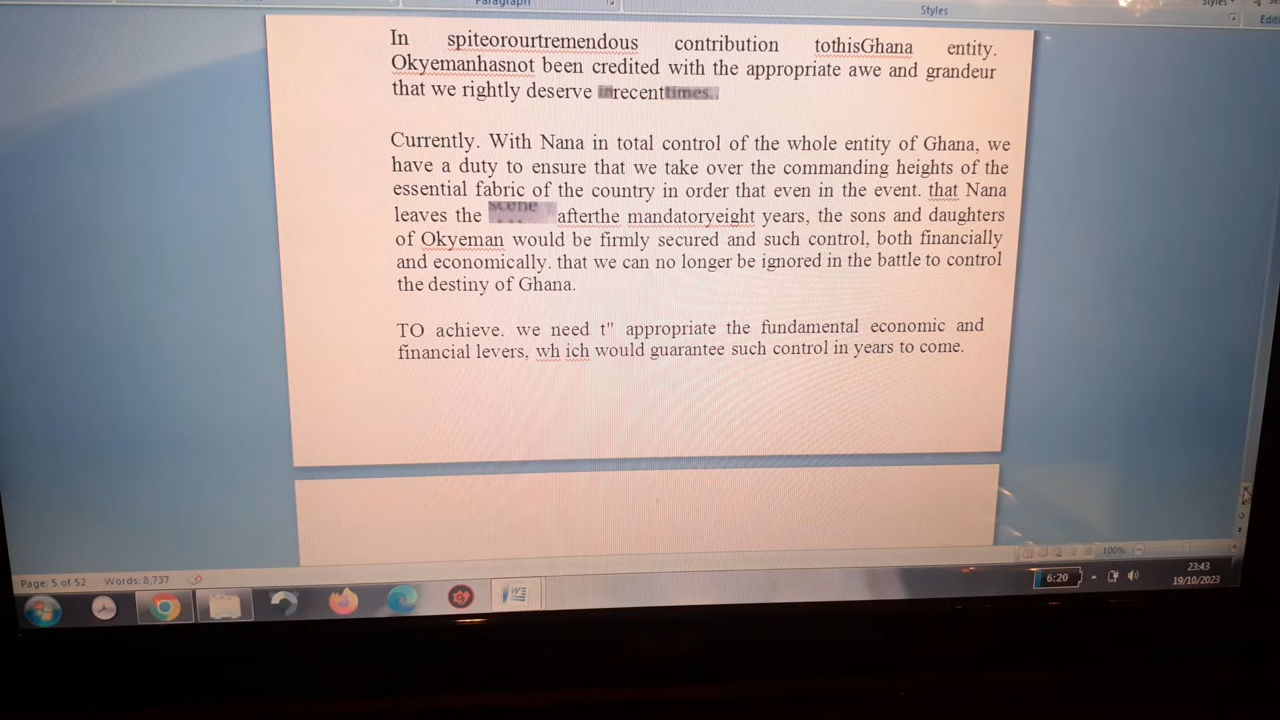 Paragraph
Styles
Styles
Editi
In spiteorourtremendous contribution tothisGhana entity.
Okyemanhasnot been credited with the appropriate awe and grandeur
that we rightly deserve inrecenttimes..
Currently. With Nana in total control of the whole entity of Ghana, we
have a duty to ensure that we take over the commanding heights of the
essential fabric of the country in order that even in the event. that Nana
leaves the scene afterthe mandatoryeight years, the sons and daughters
of Okyeman would be firmly secured and such control, both financially
and economically. that we can no longer be ignored in the battle to control
the destiny of Ghana.
TO achieve. we need t" appropriate the fundamental economic and
financial levers, wh ich would guarantee such control in years to come.
100%
Page: 5 of 52 Words: 8,737
6:20
23:43
19/10/2023